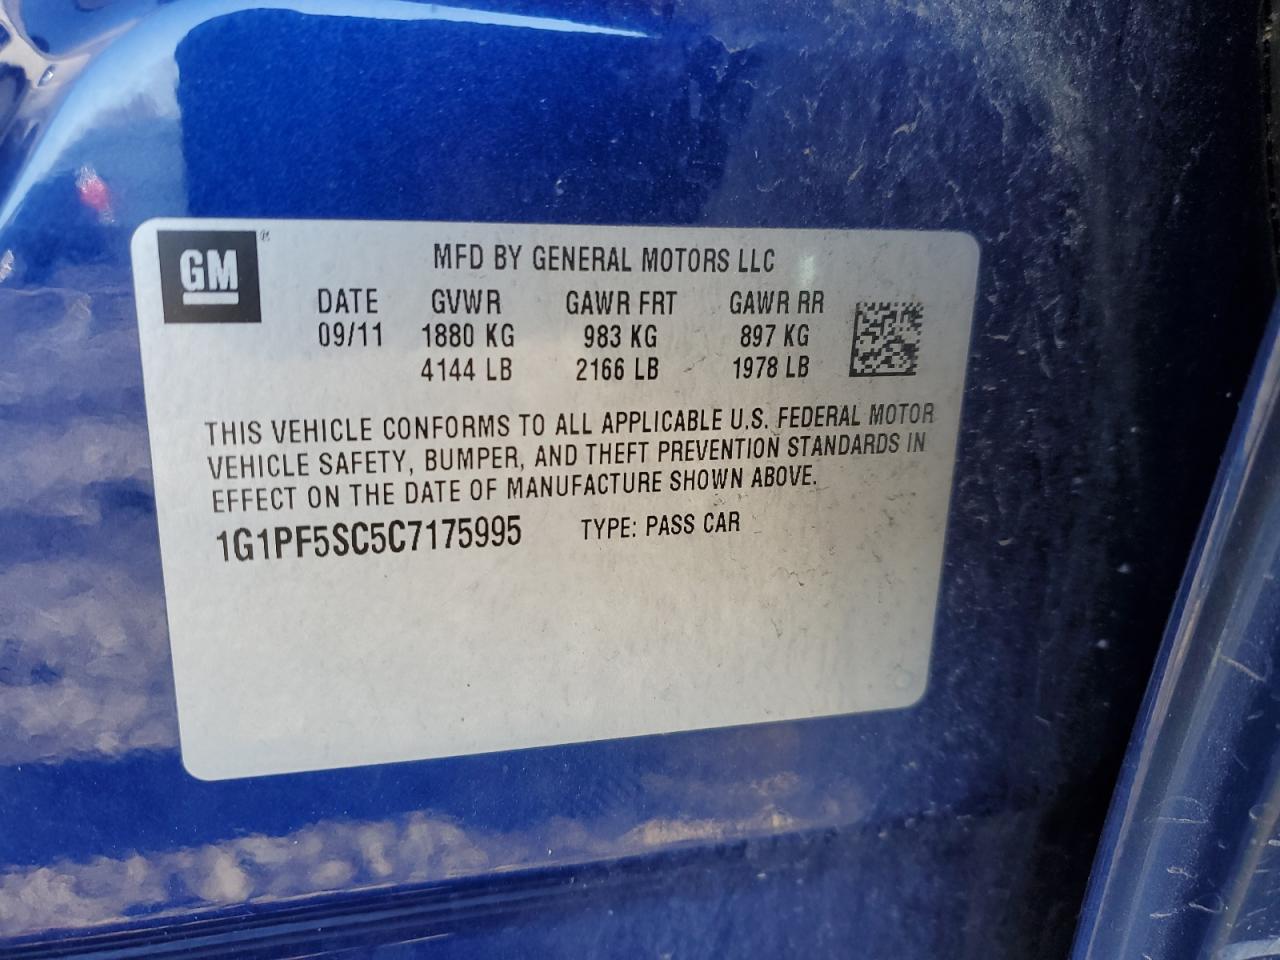 GM®
MFD BY GENERAL MOTORS LLC
DATE GVWR GAWR FRT GAWR RR
09/11 1880 KG 983 KG 897 KG
4144 LB 2166 LB 1978 LB
THIS VEHICLE CONFORMS TO ALL APPLICABLE U.S. FEDERAL MOTOR
VEHICLE SAFETY, BUMPER, AND THEFT PREVENTION STANDARDS IN
EFFECT ON THE DATE OF MANUFACTURE SHOWN ABOVE.
1G1PF5SC5C7175995 TYPE: PASS CAR